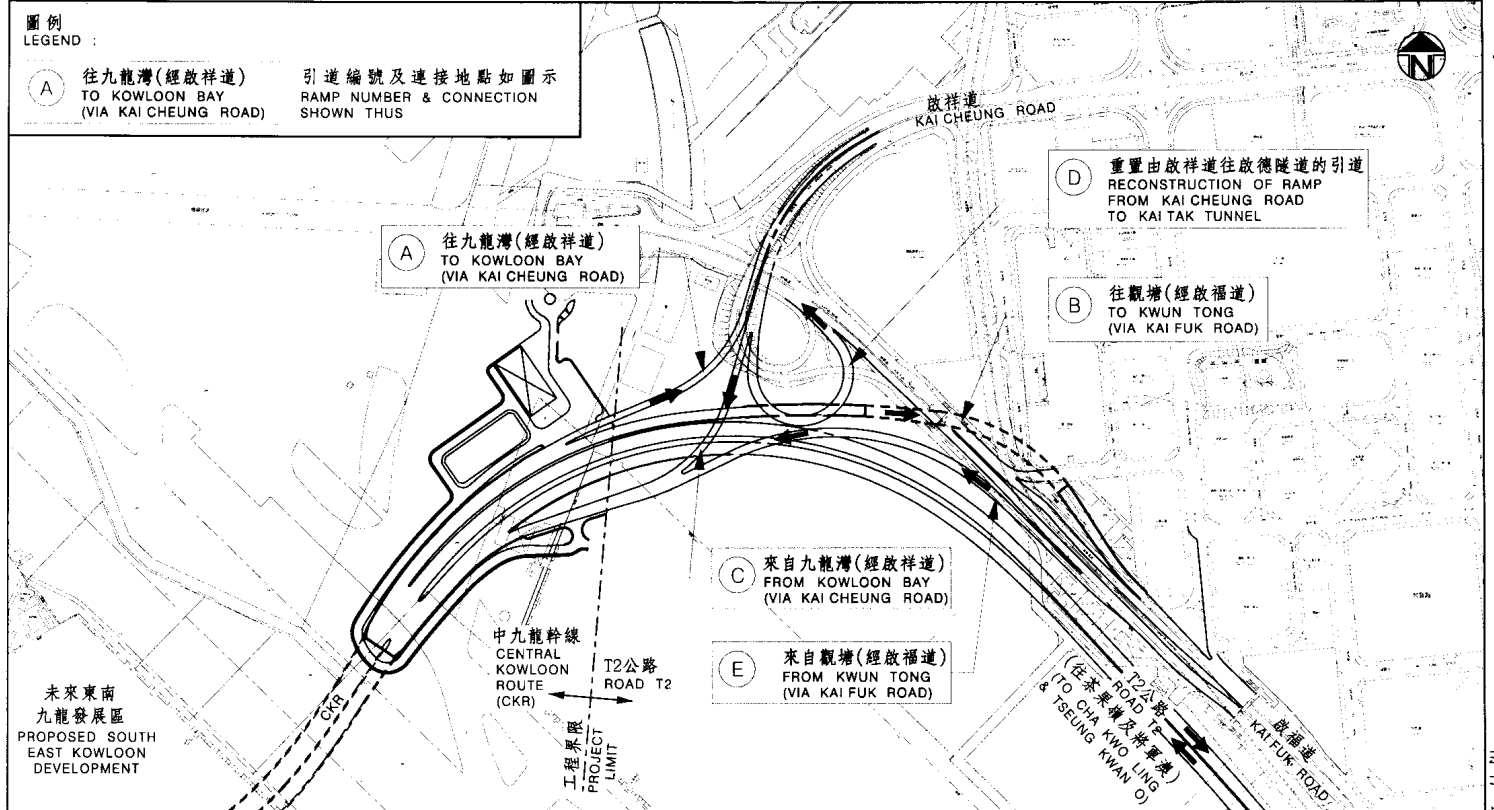 圖例
LEGEND :
A
往九龍灣(經啟祥道)
TO KOWLOON BAY
(VIA KAI CHEUNG ROAD)
引道編號及連接地點如圖示
RAMP NUMBER & CONNECTION
SHOWN THUS
N
啟祥道
KAI CHEUNG ROAD
D
重置由啟祥道往啟德隧道的引道
RECONSTRUCTION OF RAMP
FROM KAI CHEUNG ROAD
TO KAI TAK TUNNEL
A
往九龍灣(經啟祥道)
TO KOWLOON BAY
(VIA KAI CHEUNG ROAD)
B
往觀塘(經啟福道)
TO KWUN TONG
(VIA KAI FUK ROAD)
C
來自九龍灣(經啟祥道)
FROM KOWLOON BAY
(VIA KAI CHEUNG ROAD)
E
來自觀塘(經啟福道)
FROM KWUN TONG
(VIA KAI FUK ROAD)
中九龍幹線
CENTRAL
KOWLOON
ROUTE
(CKR)
T2公路
ROAD T2
工程界限
PROJECT
LIMIT
CKR
未來東南
九龍發展區
PROPOSED SOUTH
EAST KOWLOON
DEVELOPMENT
T2公路
ROAD T2
(往茶果嶺及將軍澳)
(TO CHA KWO LING
& TSEUNG KWAN O)
啟福道
KAI FUK ROAD